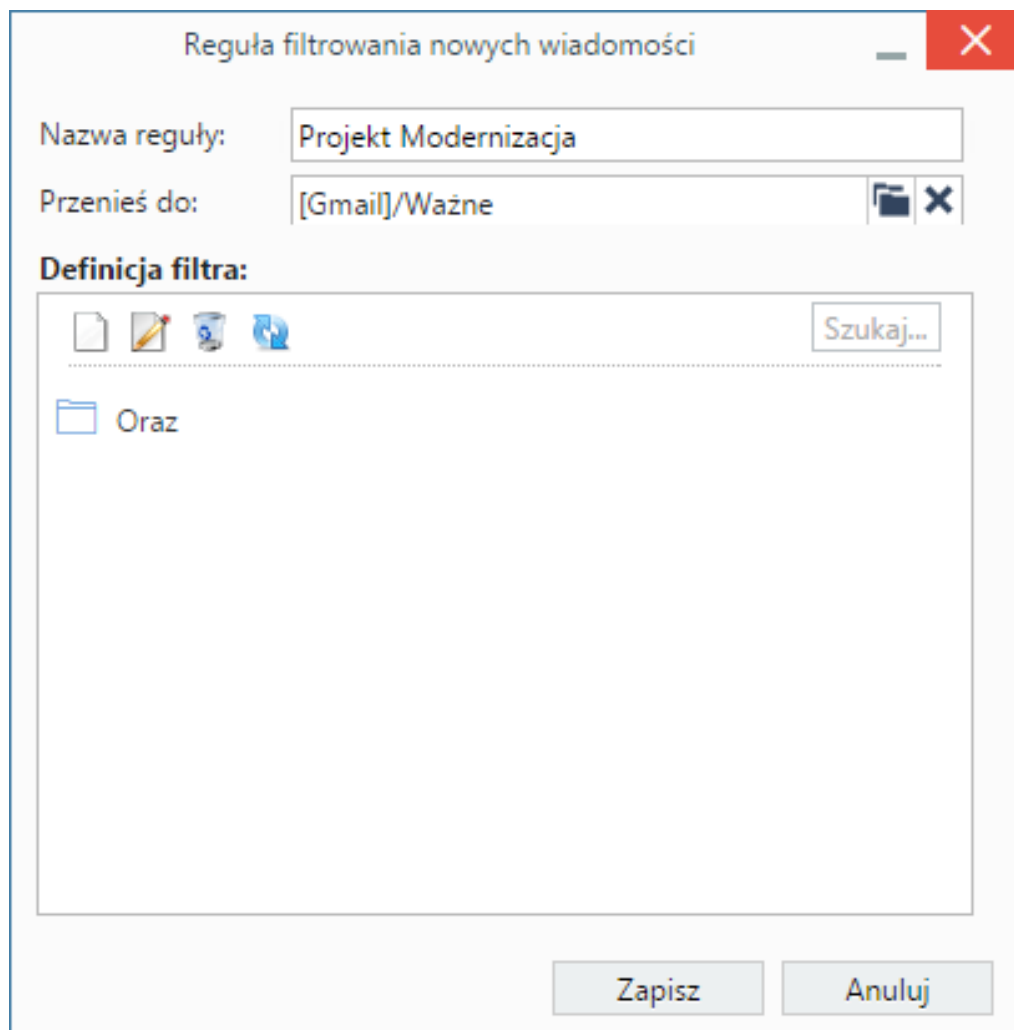 Reguła filtrowania nowych wiadomości
Nazwa reguły: Projekt Modernizacja
Przenieś do: [Gmail]/Ważne
Definicja filtra:
Szukaj...
Oraz
Zapisz Anuluj